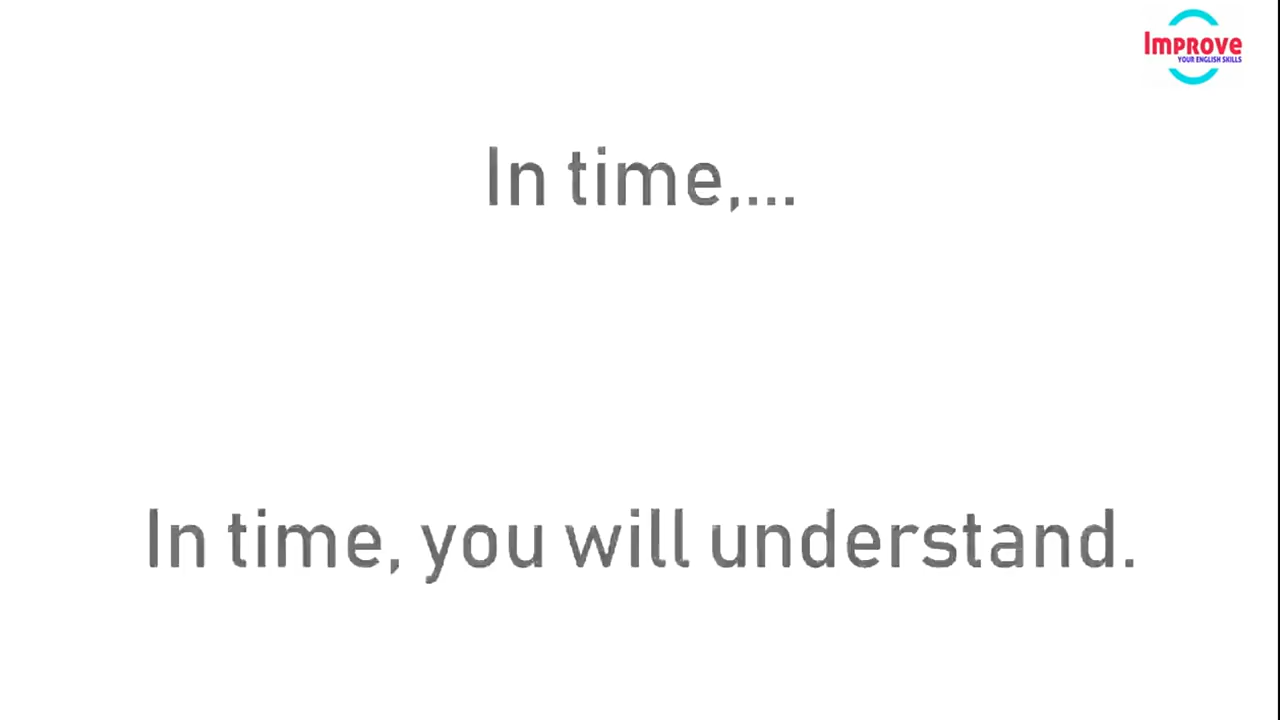 Improve
YOUR ENGLISH SKILLS
In time,...
In time, you will understand.